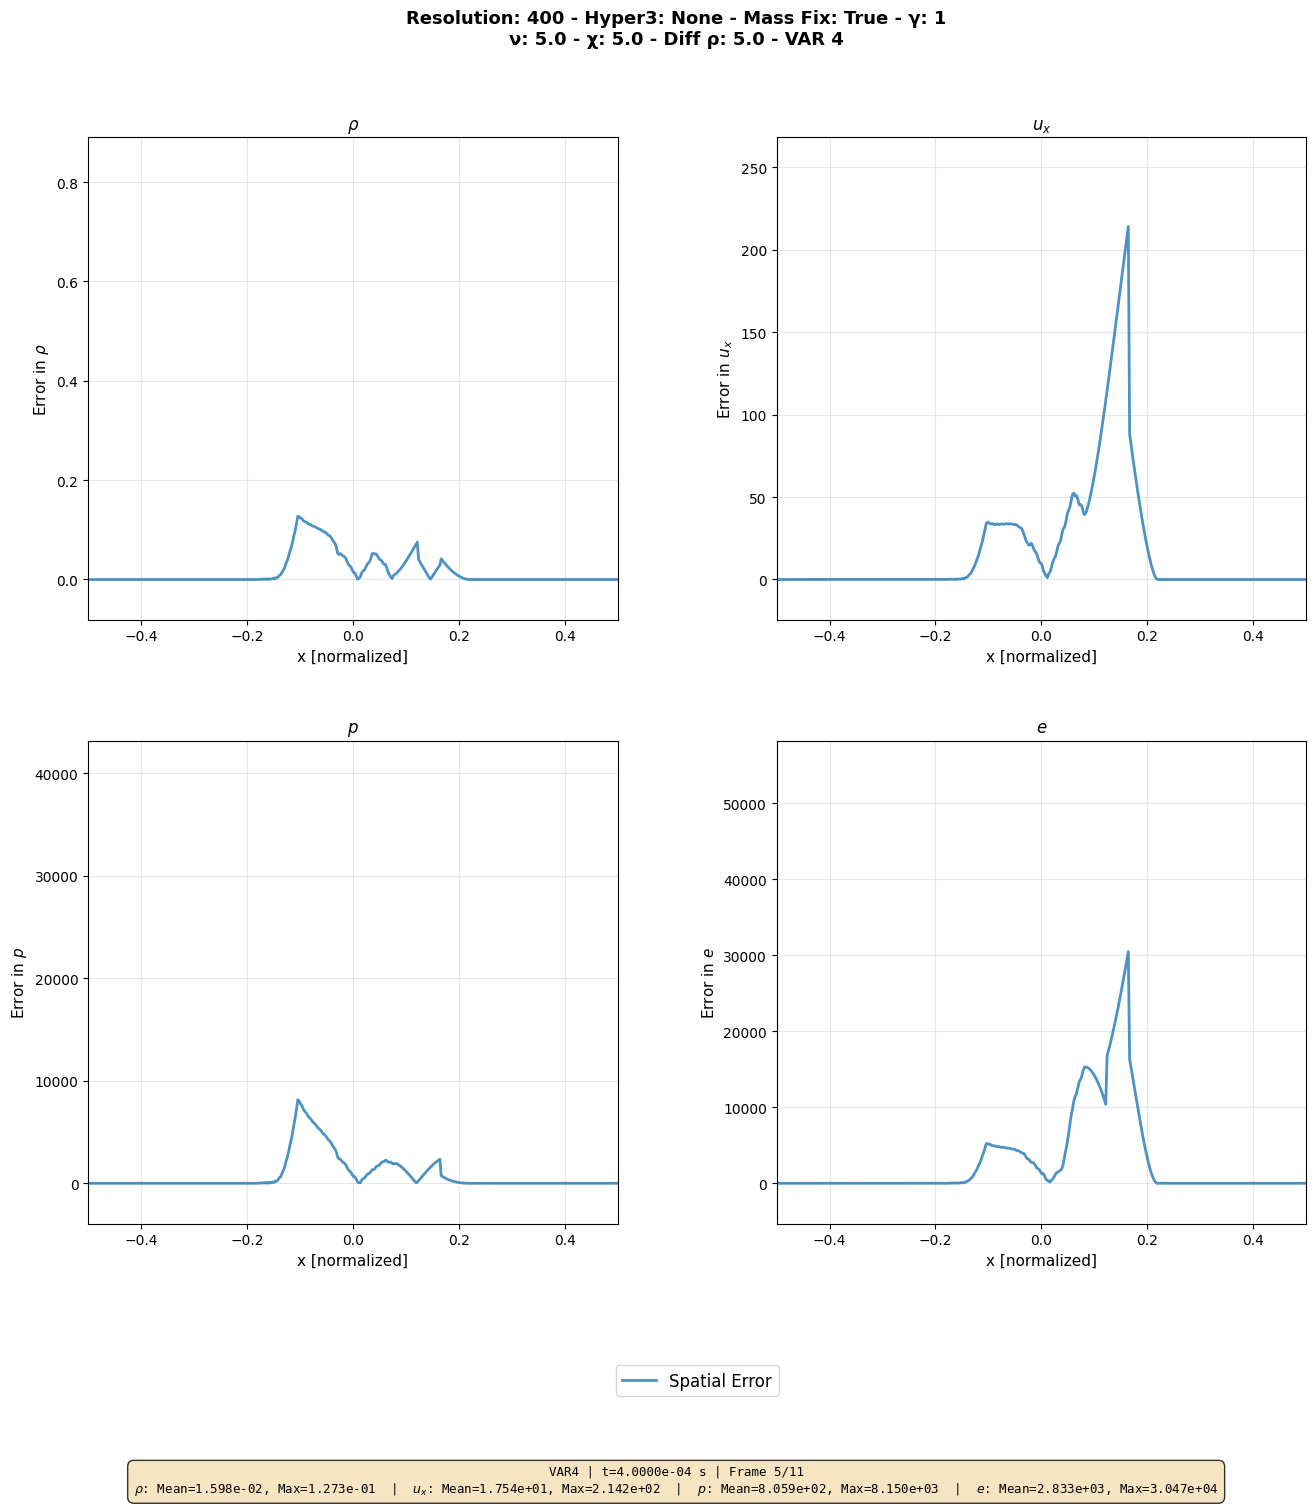 Resolution: 400 - Hyper3: None - Mass Fix: True - γ: 1
ν: 5.0 - χ: 5.0 - Diff ρ: 5.0 - VAR 4
ρ
0.8
0.6
0.4
0.2
0.0
Error in ρ
−0.4 −0.2 0.0 0.2 0.4
x [normalized]
uₓ
250
200
150
100
50
0
Error in uₓ
−0.4 −0.2 0.0 0.2 0.4
x [normalized]
p
40000
30000
20000
10000
0
Error in p
−0.4 −0.2 0.0 0.2 0.4
x [normalized]
e
50000
40000
30000
20000
10000
0
Error in e
−0.4 −0.2 0.0 0.2 0.4
x [normalized]
Spatial Error
VAR4 | t=4.0000e-04 s | Frame 5/11
ρ: Mean=1.598e-02, Max=1.273e-01 | uₓ: Mean=1.754e+01, Max=2.142e+02 | p: Mean=8.059e+02, Max=8.150e+03 | e: Mean=2.833e+03, Max=3.047e+04